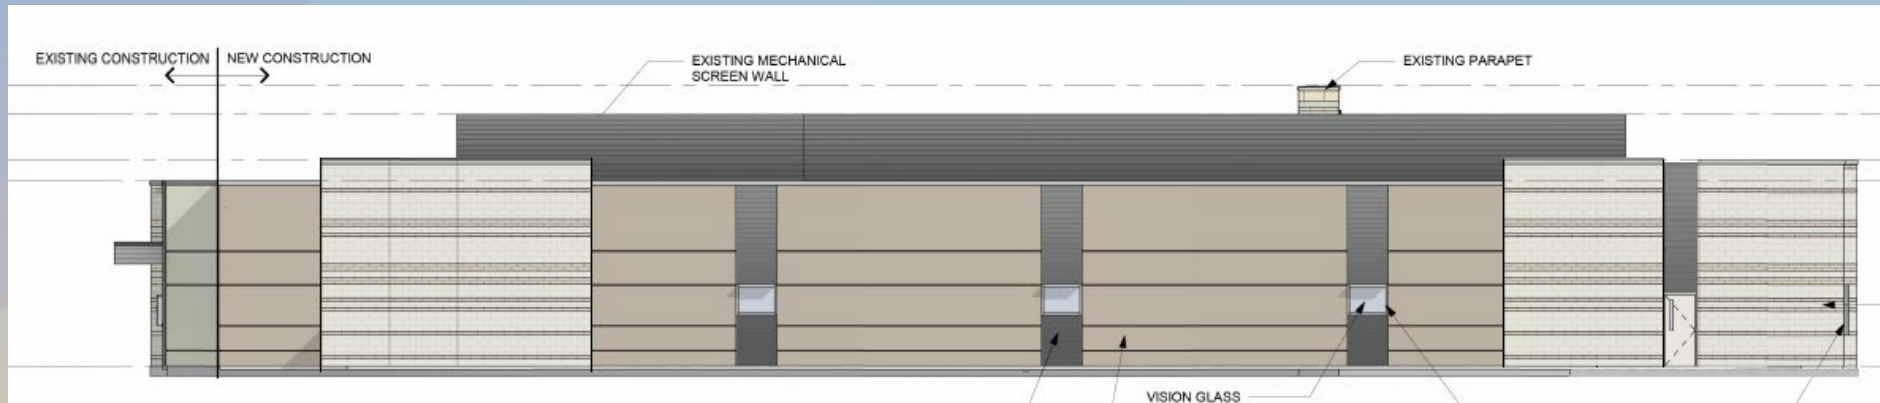 EXISTING CONSTRUCTION
NEW CONSTRUCTION
EXISTING MECHANICAL
SCREEN WALL
EXISTING PARAPET
VISION GLASS